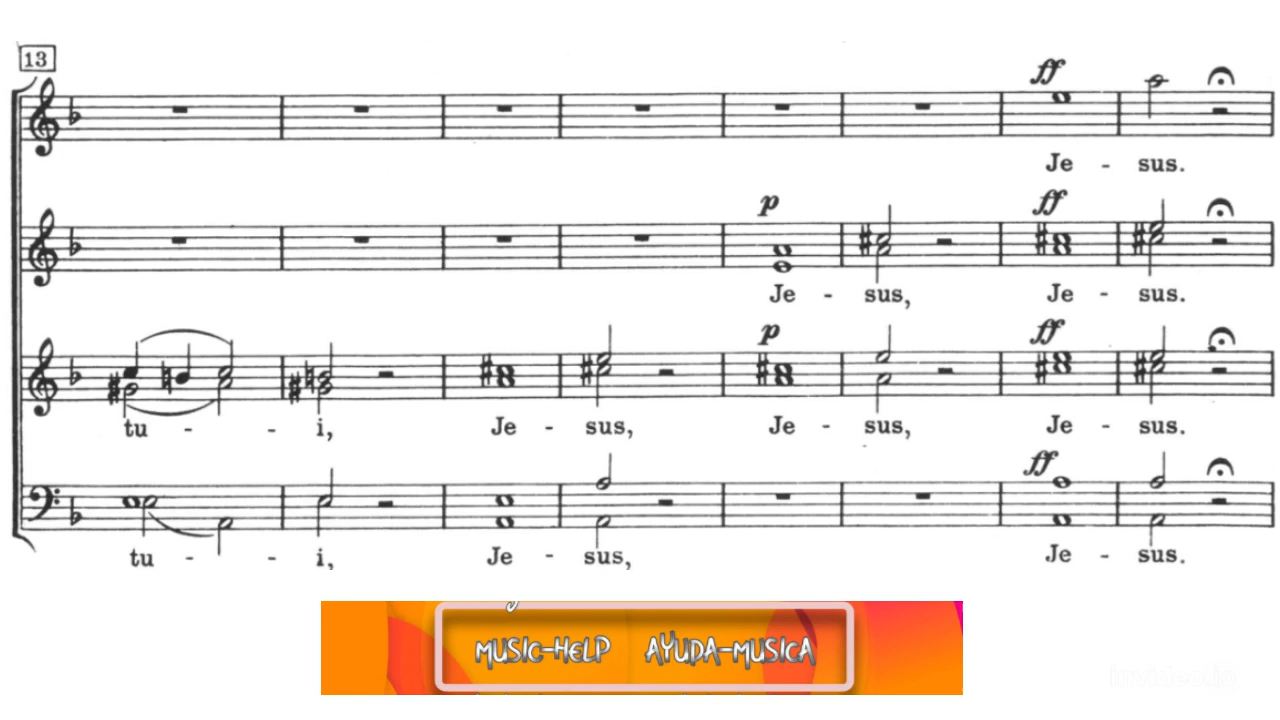 13
ff
Je - sus.
p ff
Je - sus, Je - sus.
p ff
tu - - i, Je - sus, Je - sus, Je - sus.
ff
tu - - i, Je - sus, Je - sus.
MUSIC-HELP AYUDA-MUSICA